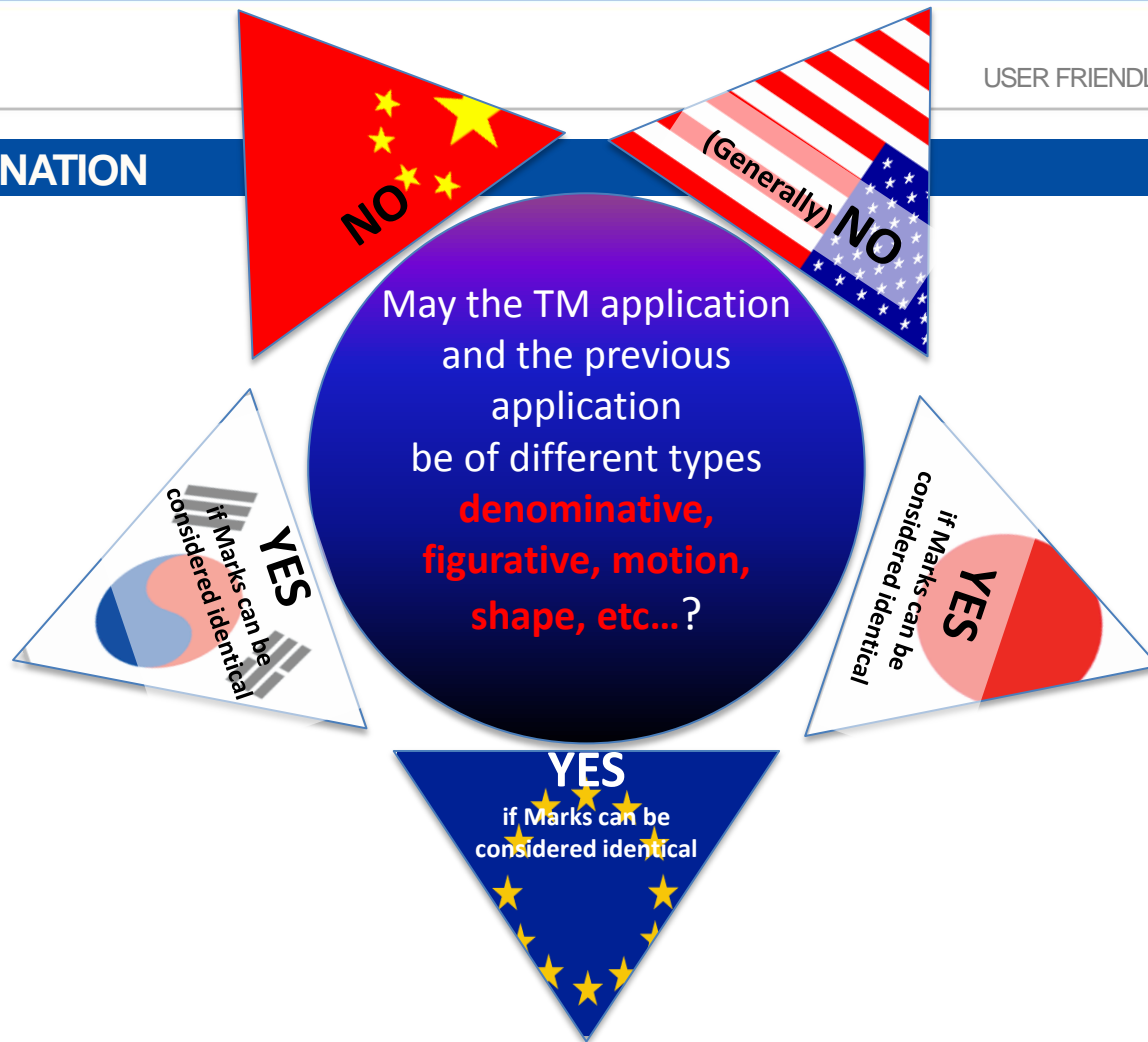 USER FRIENDL
NATION
NO
(Generally) NO
May the TM application
and the previous
application
be of different types
denominative,
figurative, motion,
shape, etc...?
YES
if Marks can be
considered identical
YES
if Marks can be
considered identical
YES
if Marks can be
considered identical